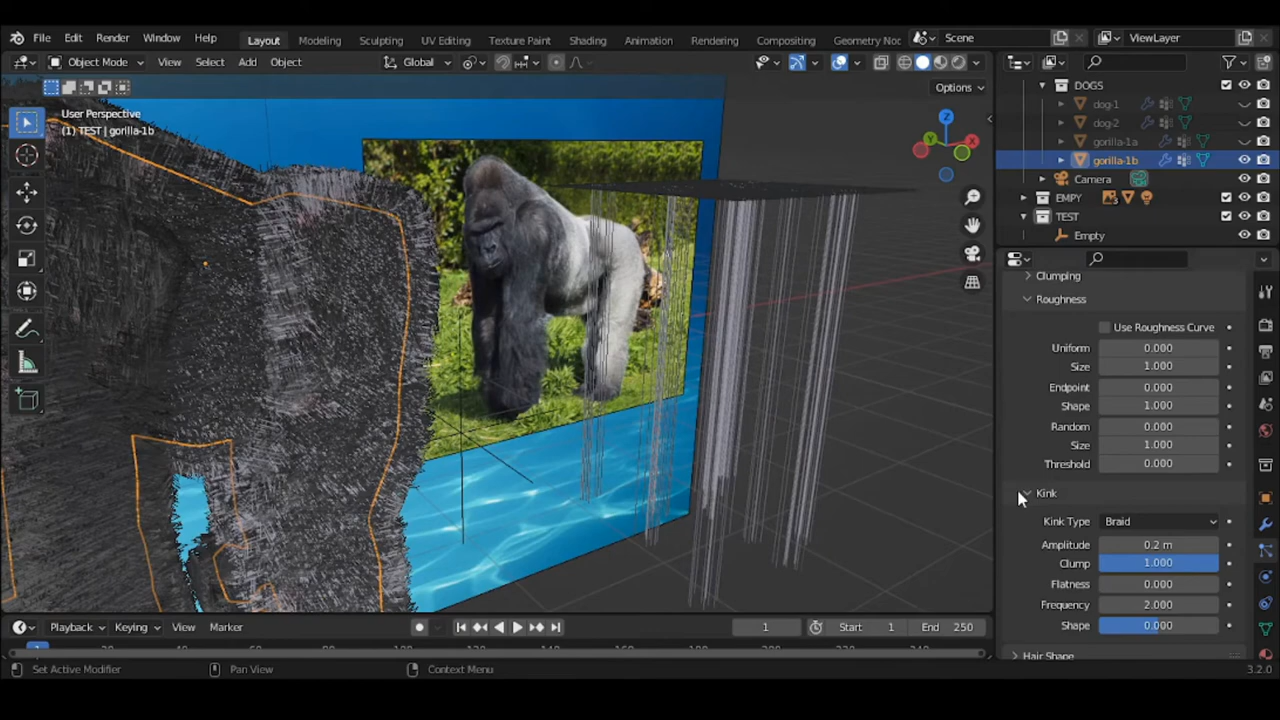 File Edit Render Window Help Layout Modeling Sculpting UV Editing Texture Paint Shading Animation Rendering Compositing Geometry Noc Scene ViewLayer
Object Mode View Select Add Object Global
Options
User Perspective
(1) TEST | gorilla-1b
Z
Y
X
DOGS
dog-1
dog-2
gorilla-1a
gorilla-1b
Camera
EMPY
TEST
Empty
Clumping
Roughness
Use Roughness Curve
Uniform 0.000
Size 1.000
Endpoint 0.000
Shape 1.000
Random 0.000
Size 1.000
Threshold 0.000
Kink
Kink Type Braid
Amplitude 0.2 m
Clump 1.000
Flatness 0.000
Frequency 2.000
Shape 0.000
Hair Shape
Playback Keying View Marker 1 Start 1 End 250
Set Active Modifier Pan View Context Menu 3.2.0